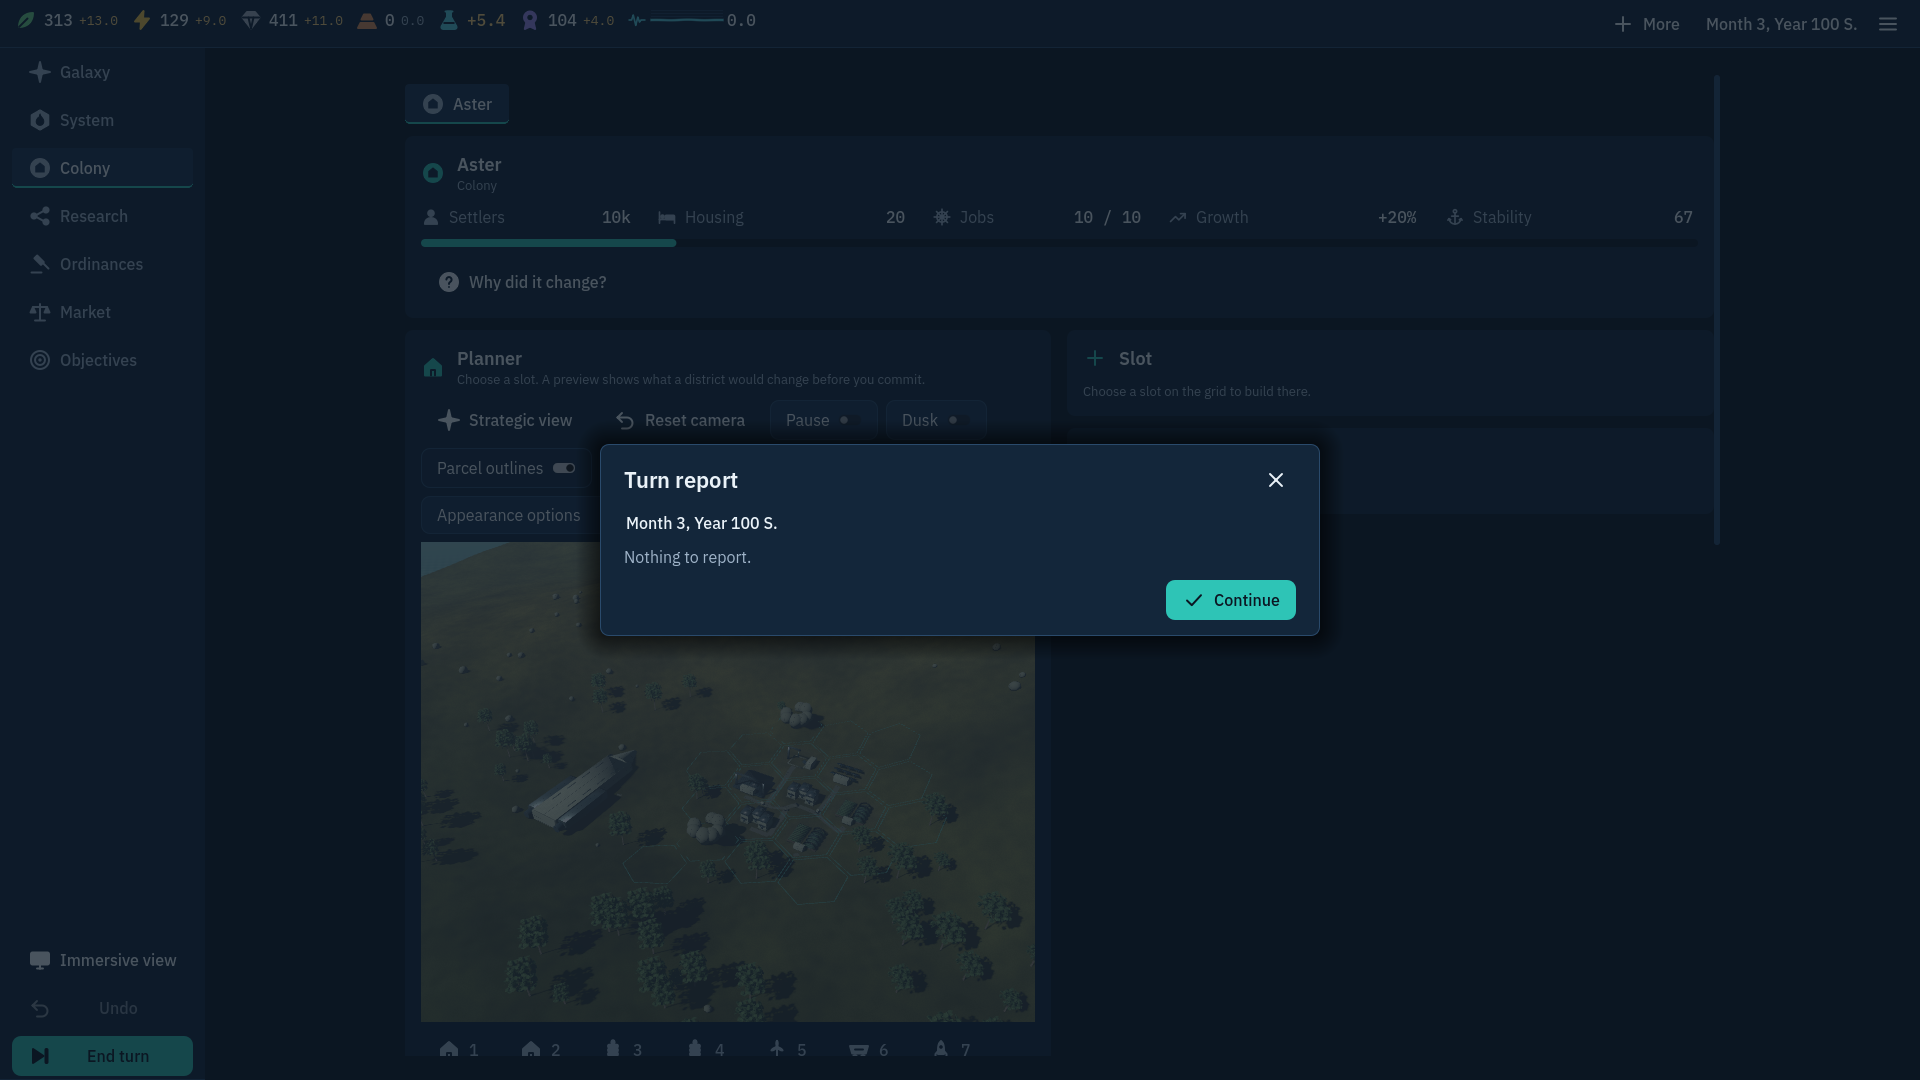 313 +13.0 129 +9.0 411 +11.0 0 0.0 +5.4 104 +4.0 0.0 More Month 3, Year 100 S.
Galaxy
System
Colony
Research
Ordinances
Market
Objectives
Aster
Aster
Colony
Settlers 10k Housing 20 Jobs 10 / 10 Growth +20% Stability 67
Why did it change?
Planner
Choose a slot. A preview shows what a district would change before you commit.
Strategic view Reset camera Pause Dusk
Parcel outlines
Appearance options
Slot
Choose a slot on the grid to build there.
Turn report
Month 3, Year 100 S.
Nothing to report.
Continue
1 2 3 4 5 6 7
Immersive view
Undo
End turn